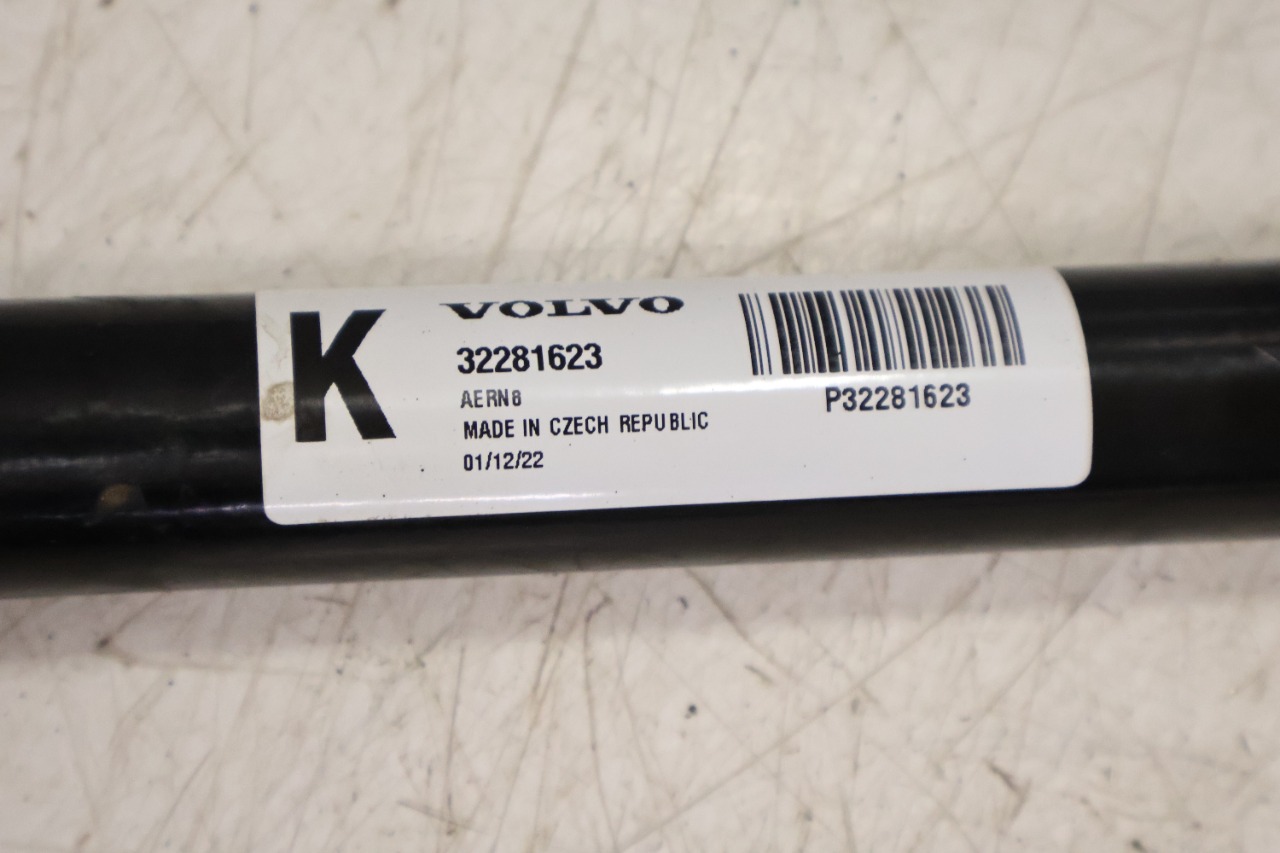 K
VOLVO
32281623
AERN8
MADE IN CZECH REPUBLIC
01/12/22
P32281623